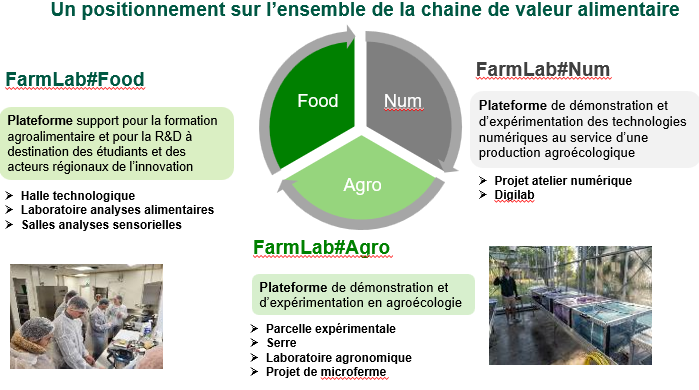 Un positionnement sur l’ensemble de la chaine de valeur alimentaire
FarmLab#Food
Plateforme support pour la formation
agroalimentaire et pour la R&D à
destination des étudiants et des
acteurs régionaux de l’innovation
Halle technologique
Laboratoire analyses alimentaires
Salles analyses sensorielles
Food
Num
Agro
FarmLab#Num
Plateforme de démonstration et
d’expérimentation des technologies
numériques au service d’une
production agroécologique
Projet atelier numérique
Digilab
FarmLab#Agro
Plateforme de démonstration et
d’expérimentation en agroécologie
Parcelle expérimentale
Serre
Laboratoire agronomique
Projet de microferme